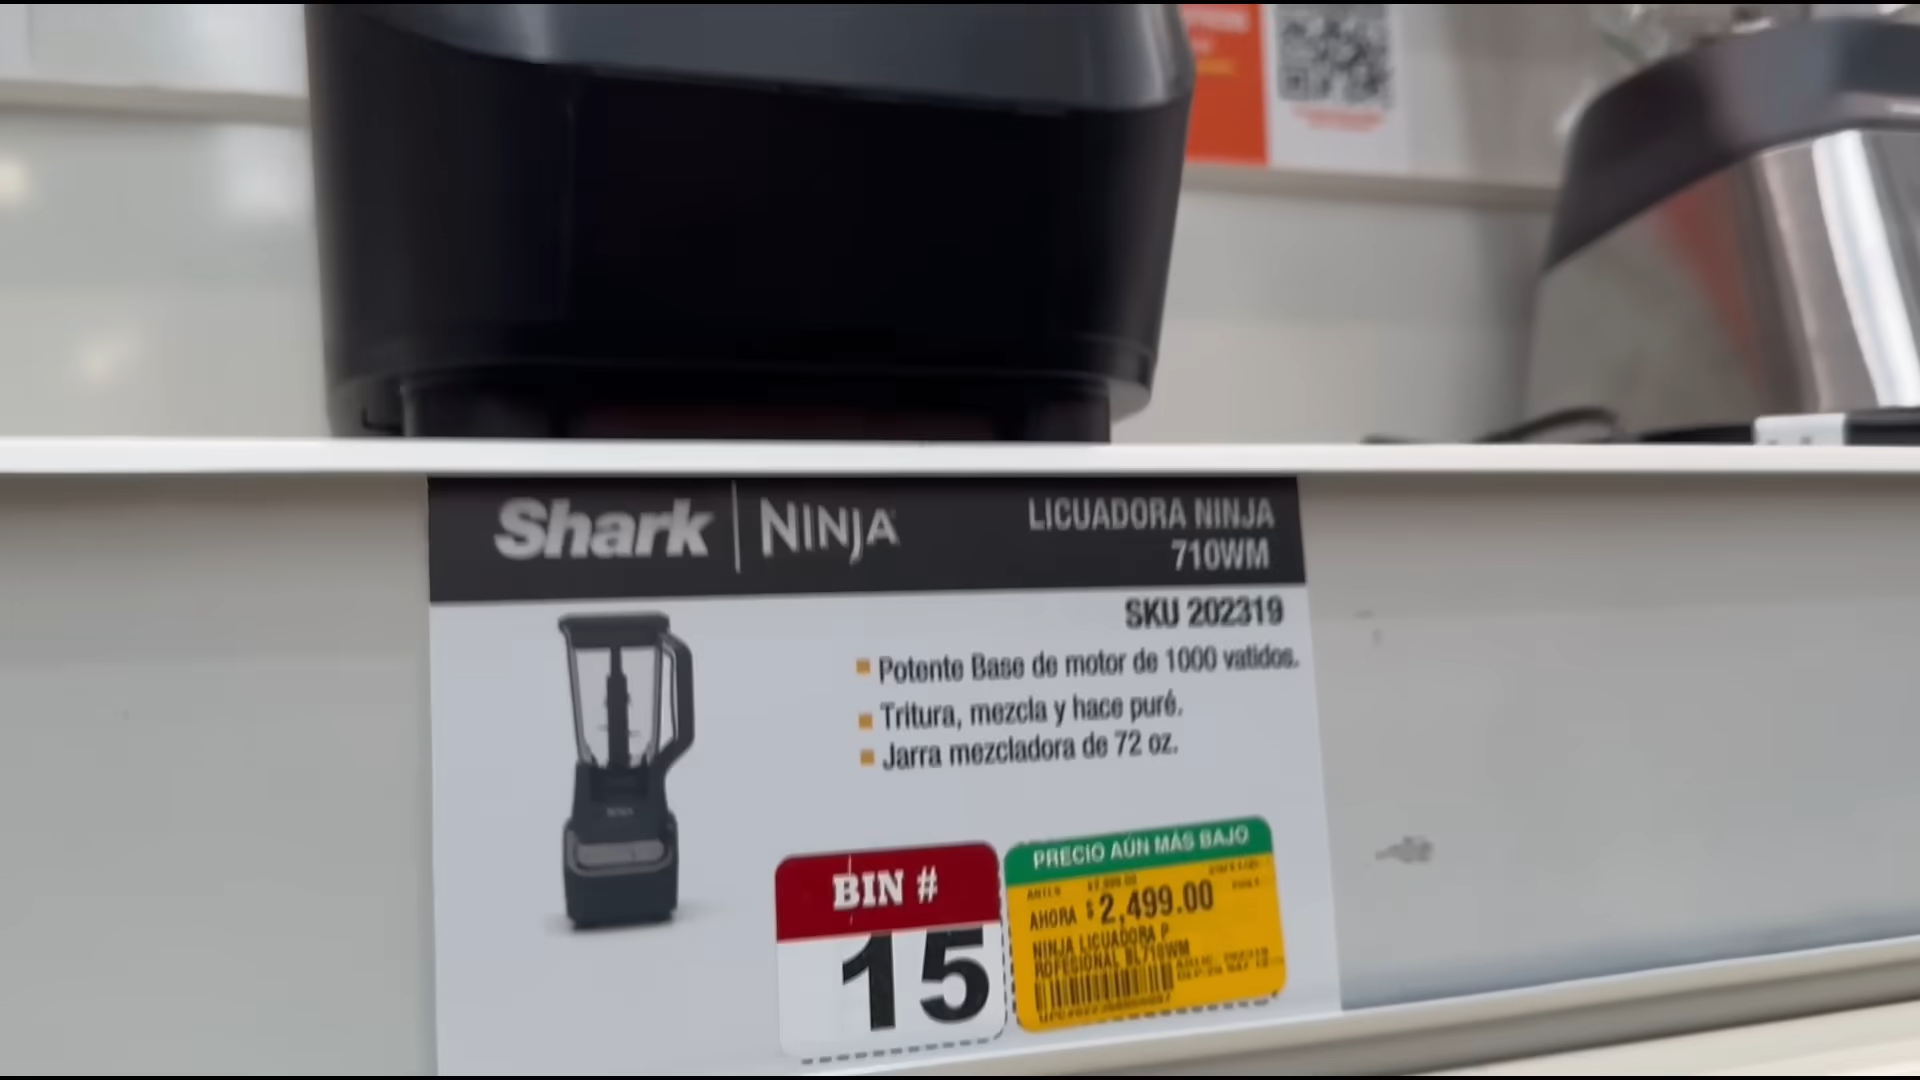 Shark | NINJA
LICUADORA NINJA
710WM
SKU 202319
Potente Base de motor de 1000 vatidos.
Tritura, mezcla y hace puré.
Jarra mezcladora de 72 oz.
BIN #
15
PRECIO AÚN MÁS BAJO
ANTES
AHORA $2,499.00
NINJA LICUADORA P
ROFESIONAL BL710WM